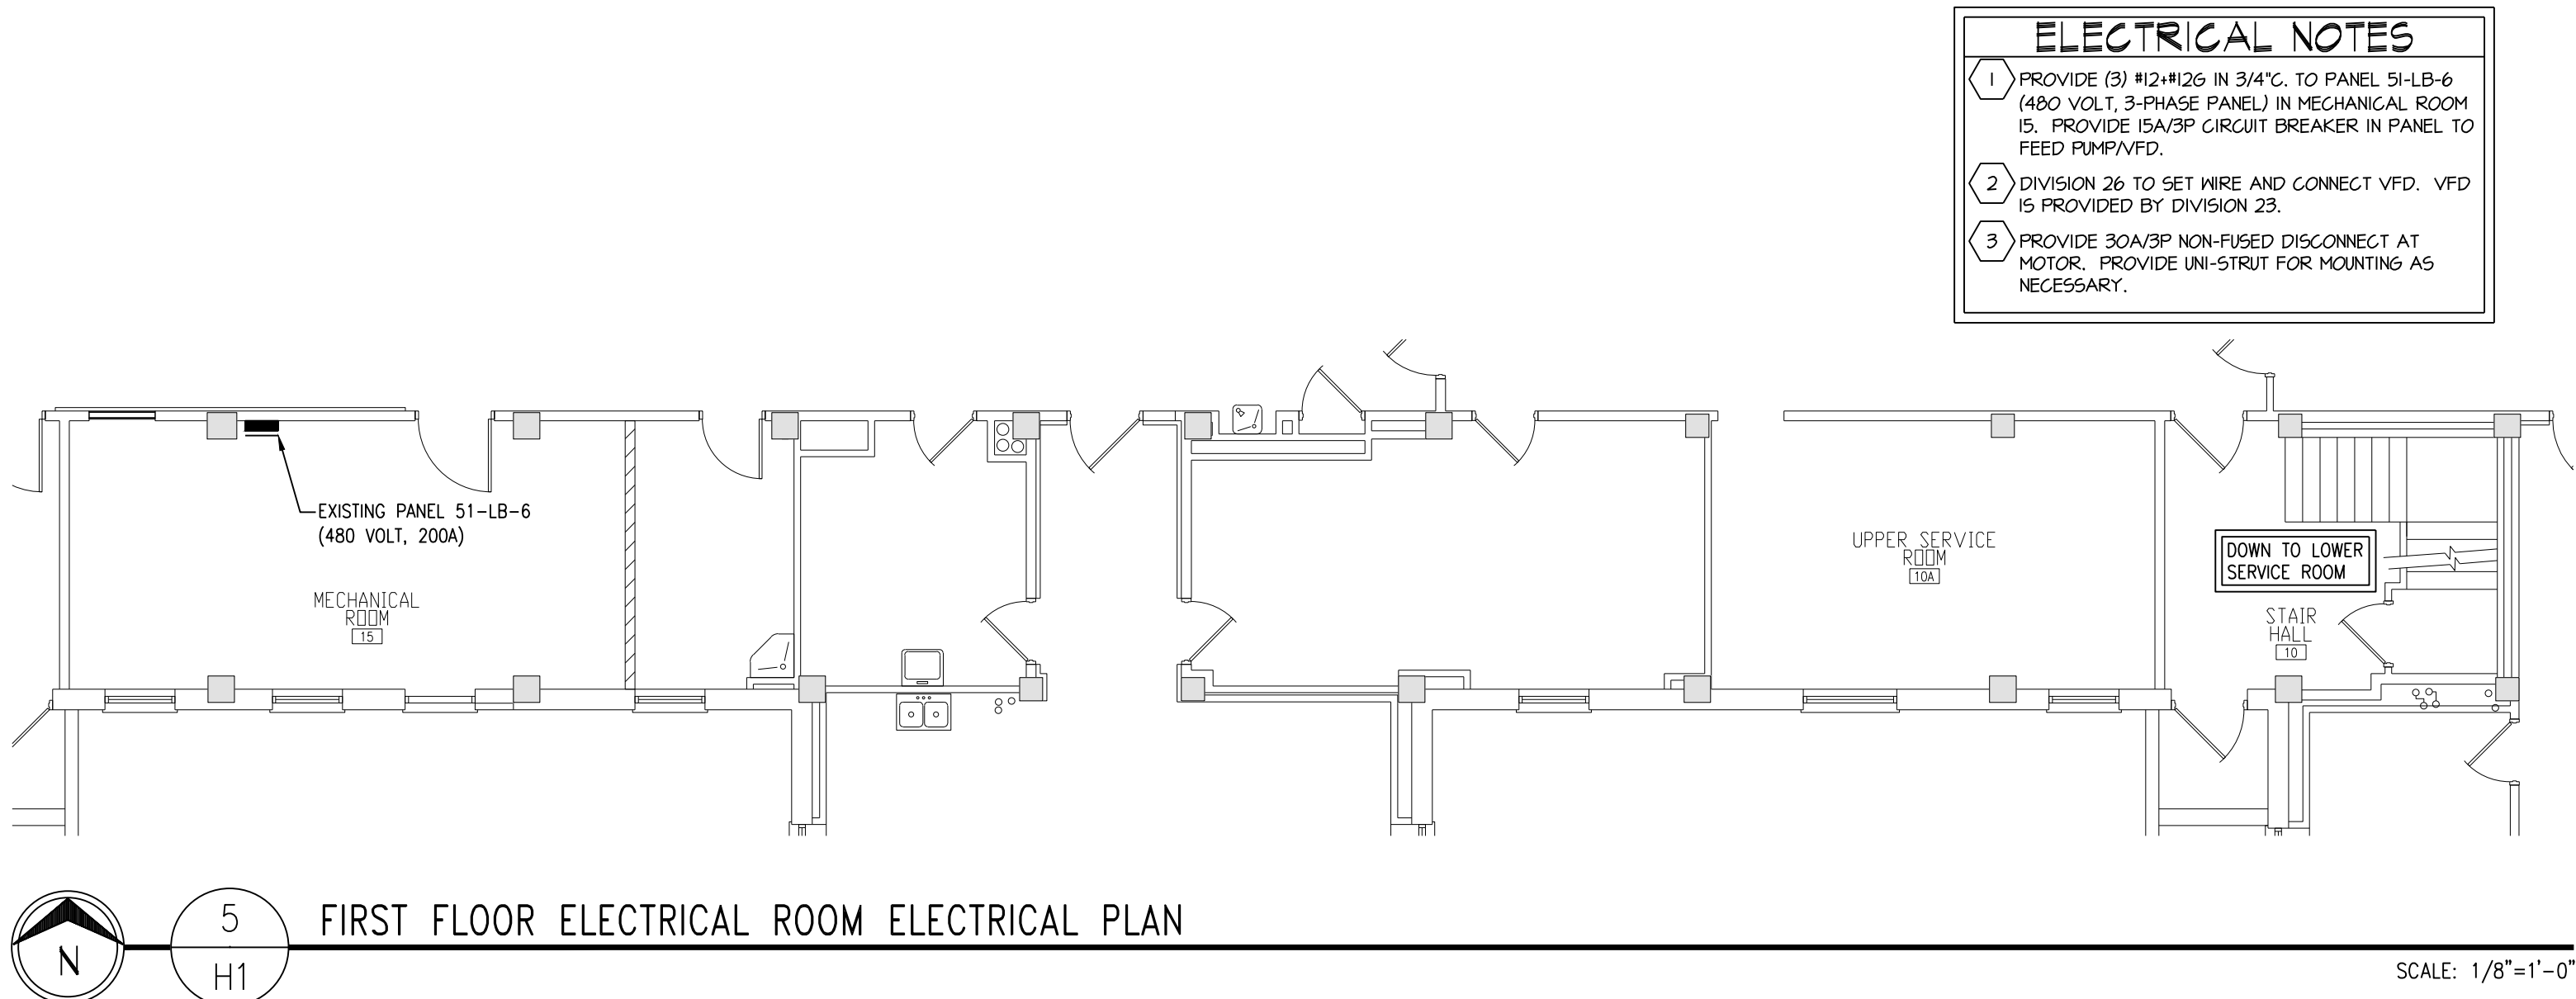 ELECTRICAL NOTES
1 PROVIDE (3) #12+#12G IN 3/4"C. TO PANEL 51-LB-6
(480 VOLT, 3-PHASE PANEL) IN MECHANICAL ROOM
15. PROVIDE 15A/3P CIRCUIT BREAKER IN PANEL TO
FEED PUMP/VFD.
2 DIVISION 26 TO SET WIRE AND CONNECT VFD. VFD
IS PROVIDED BY DIVISION 23.
3 PROVIDE 30A/3P NON-FUSED DISCONNECT AT
MOTOR. PROVIDE UNI-STRUT FOR MOUNTING AS
NECESSARY.
EXISTING PANEL 51-LB-6
(480 VOLT, 200A)
MECHANICAL
ROOM
15
UPPER SERVICE
ROOM
10A
DOWN TO LOWER
SERVICE ROOM
STAIR
HALL
10
N
5
H1
FIRST FLOOR ELECTRICAL ROOM ELECTRICAL PLAN
SCALE: 1/8"=1'-0"